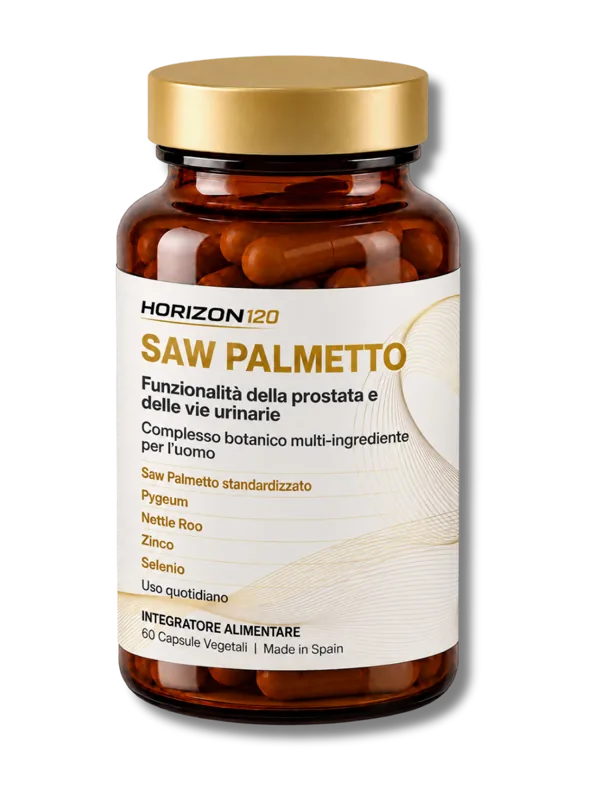 HORIZON120
SAW PALMETTO
Funzionalità della prostata e
delle vie urinarie
Complesso botanico multi-ingrediente
per l'uomo
Saw Palmetto standardizzato
Pygeum
Nettle Roo
Zinco
Selenio
Uso quotidiano
INTEGRATORE ALIMENTARE
60 Capsule Vegetali | Made in Spain